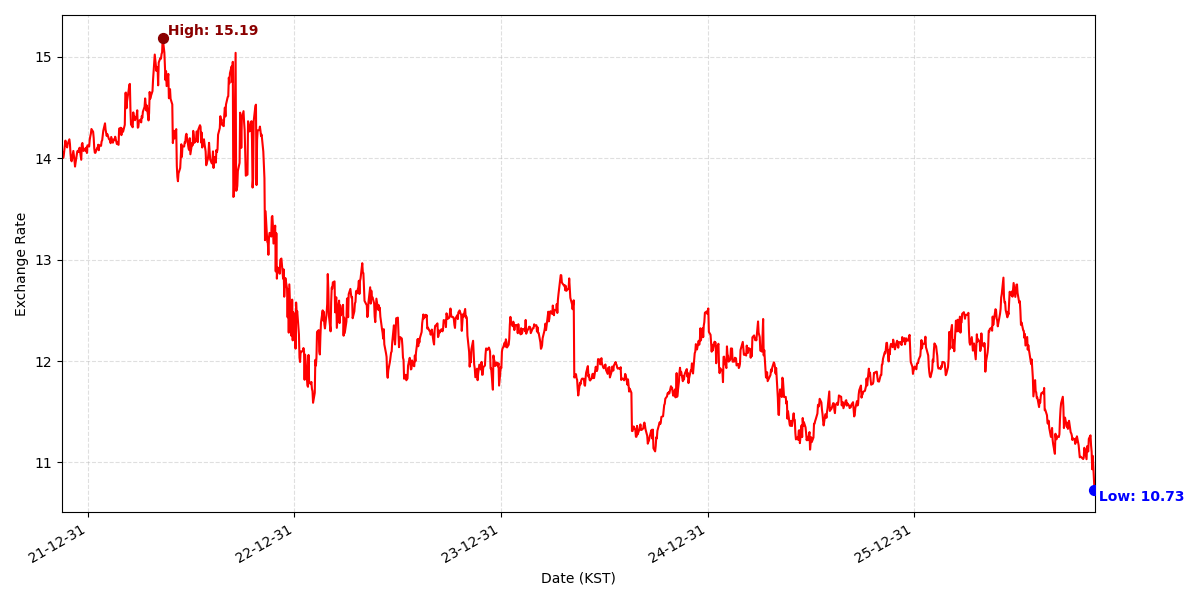 High: 15.19
15
14
13
12
11
Exchange Rate
Low: 10.73
21-12-31
22-12-31
23-12-31
24-12-31
25-12-31
Date (KST)